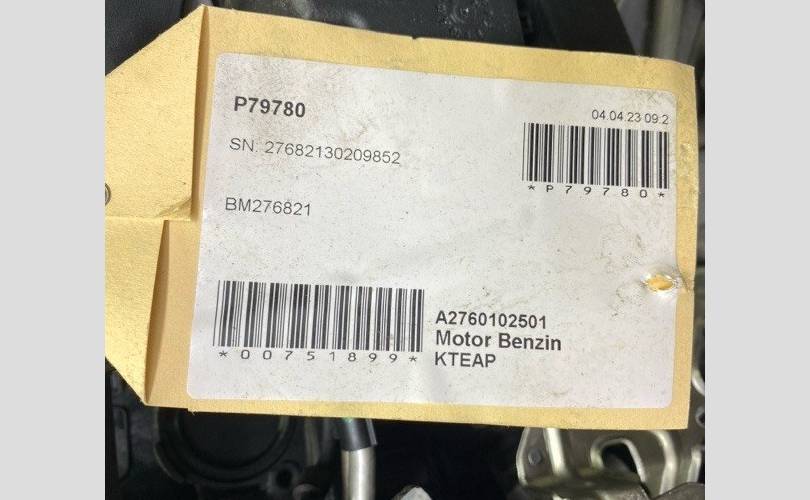 P79780
04.04.23 09:2
*P79780*
SN: 27682130209852
BM276821
*00751899*
A2760102501
Motor Benzin
KTEAP